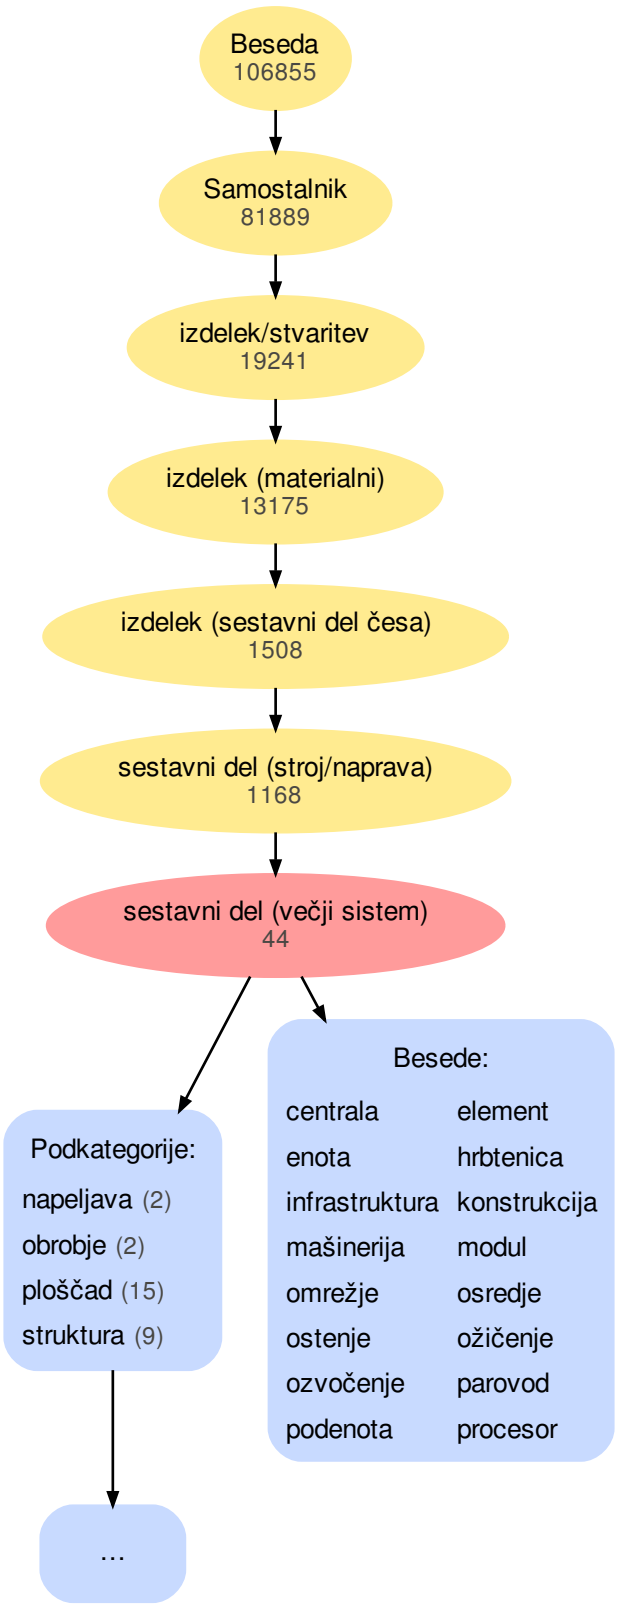 Beseda
106855
Samostalnik
81889
izdelek/stvaritev
19241
izdelek (materialni)
13175
izdelek (sestavni del česa)
1508
sestavni del (stroj/naprava)
1168
sestavni del (večji sistem)
44
Podkategorije:
napeljava (2)
obrobje (2)
ploščad (15)
struktura (9)
...
Besede:
centrala element
enota hrbtenica
infrastruktura konstrukcija
mašinerija modul
omrežje osredje
ostenje ožičenje
ozvočenje parovod
podenota procesor